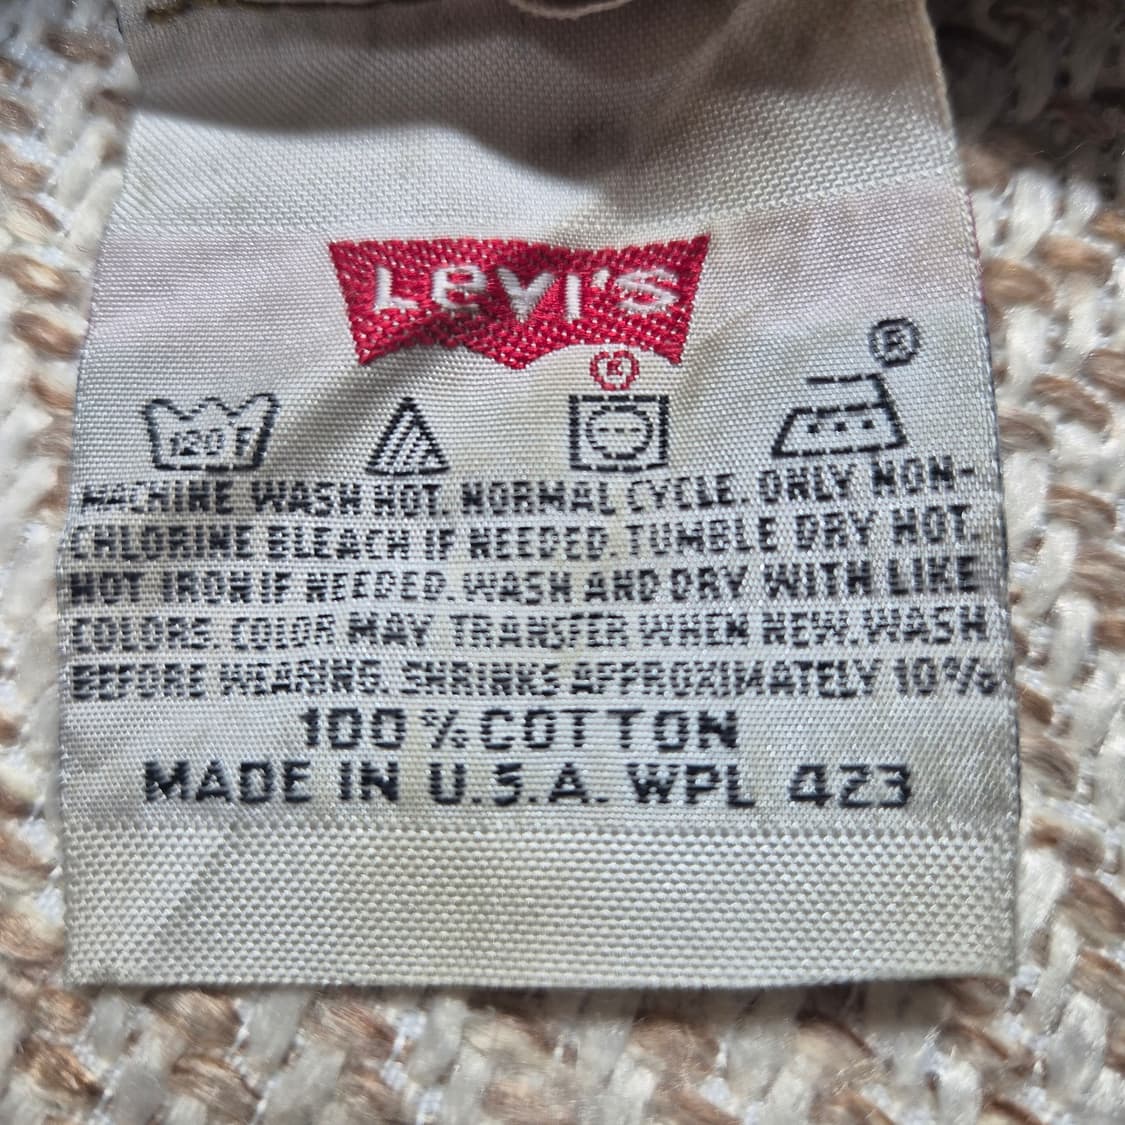 Levi's
®
®
120 F
MACHINE WASH HOT. NORMAL CYCLE. ONLY NON-
CHLORINE BLEACH IF NEEDED. TUMBLE DRY HOT.
HOT IRON IF NEEDED. WASH AND DRY WITH LIKE
COLORS. COLOR MAY TRANSFER WHEN NEW. WASH
BEFORE WEARING. SHRINKS APPROXIMATELY 10%
100% COTTON
MADE IN U.S.A. WPL 423